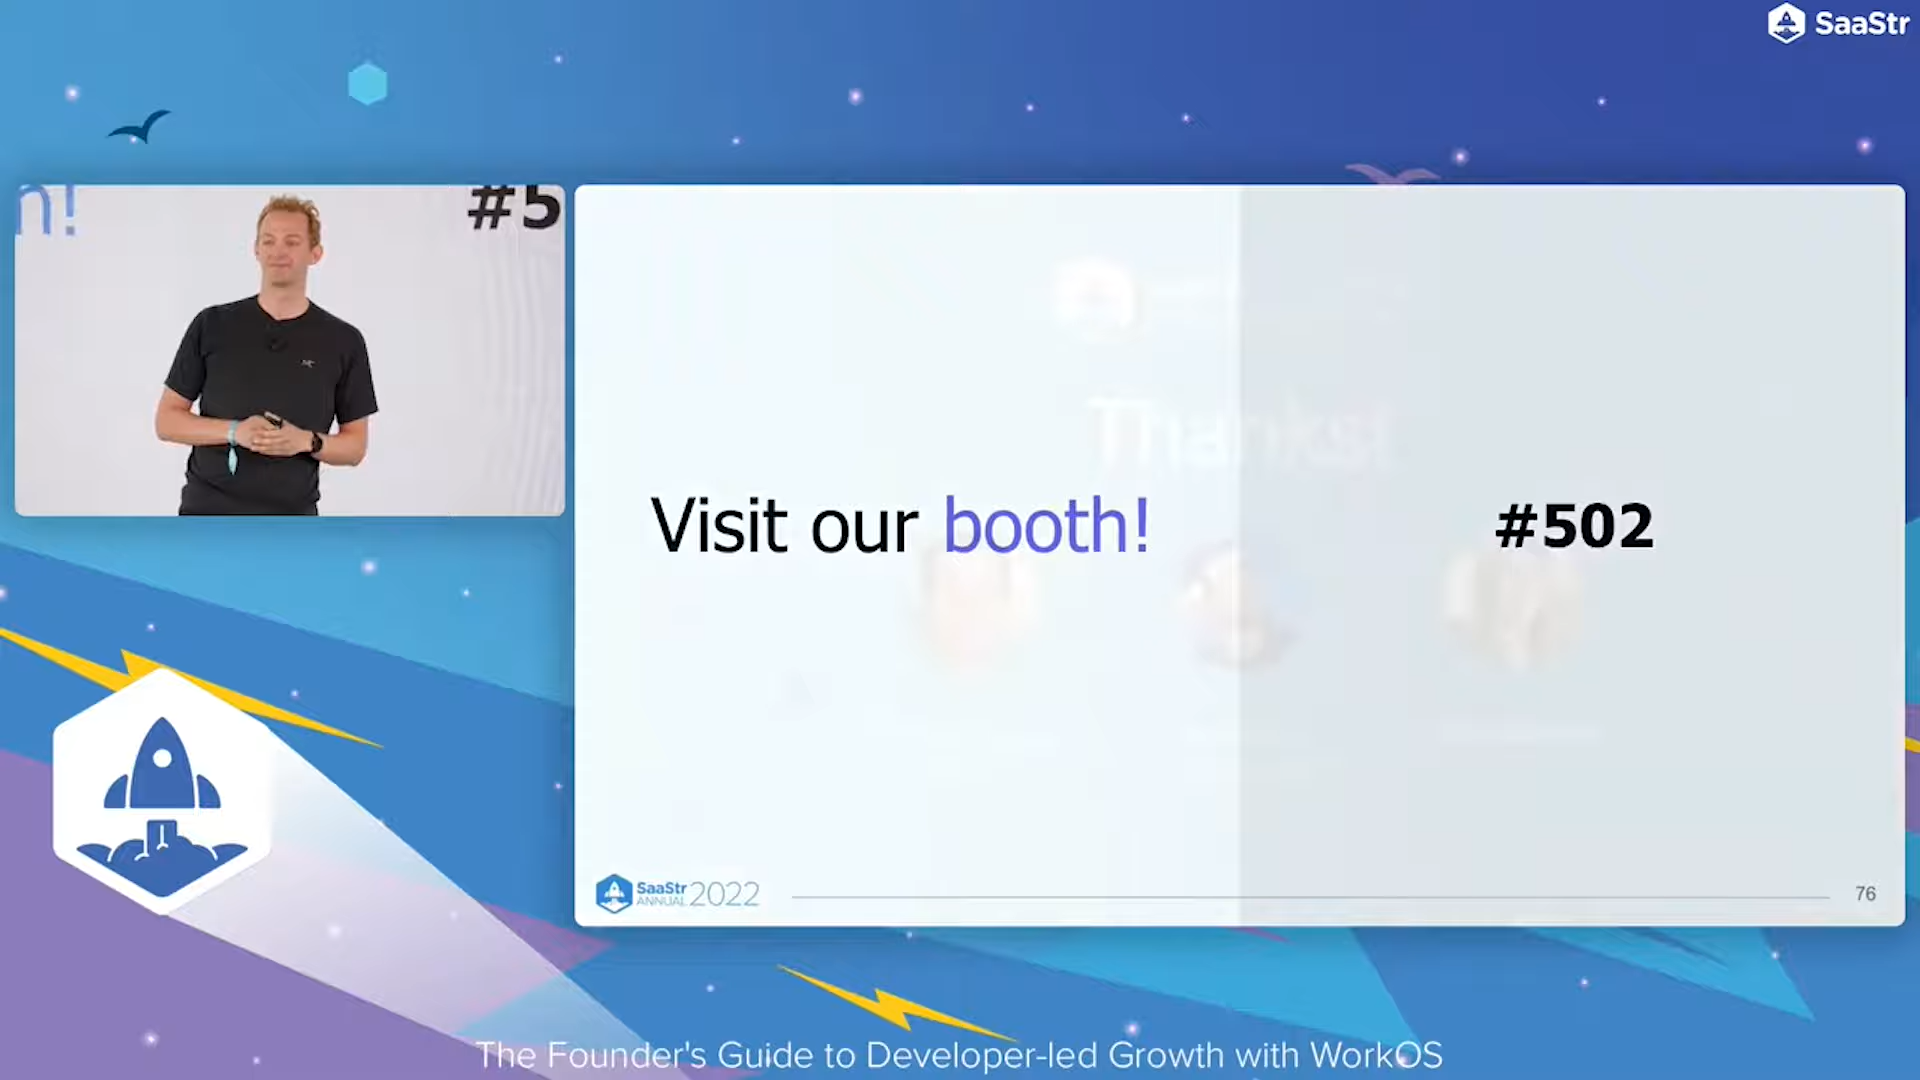 SaaStr
n!
#5
Thanks!
Visit our booth!
#502
SaaStr
ANNUAL 2022
76
The Founder's Guide to Developer-led Growth with WorkOS